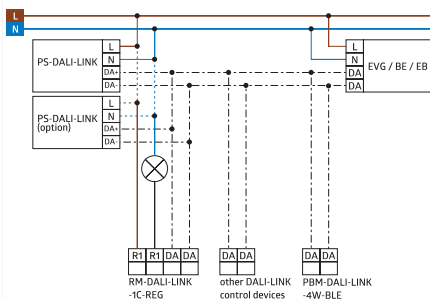 L
N
PS-DALI-LINK
L
N
DA+
DA-
L
N
DA
DA
EVG / BE / EB
PS-DALI-LINK
(option)
L
N
DA+
DA-
R1 R1 DA DA
DA DA
DA DA
RM-DALI-LINK
-1C-REG
other DALI-LINK
control devices
PBM-DALI-LINK
-4W-BLE